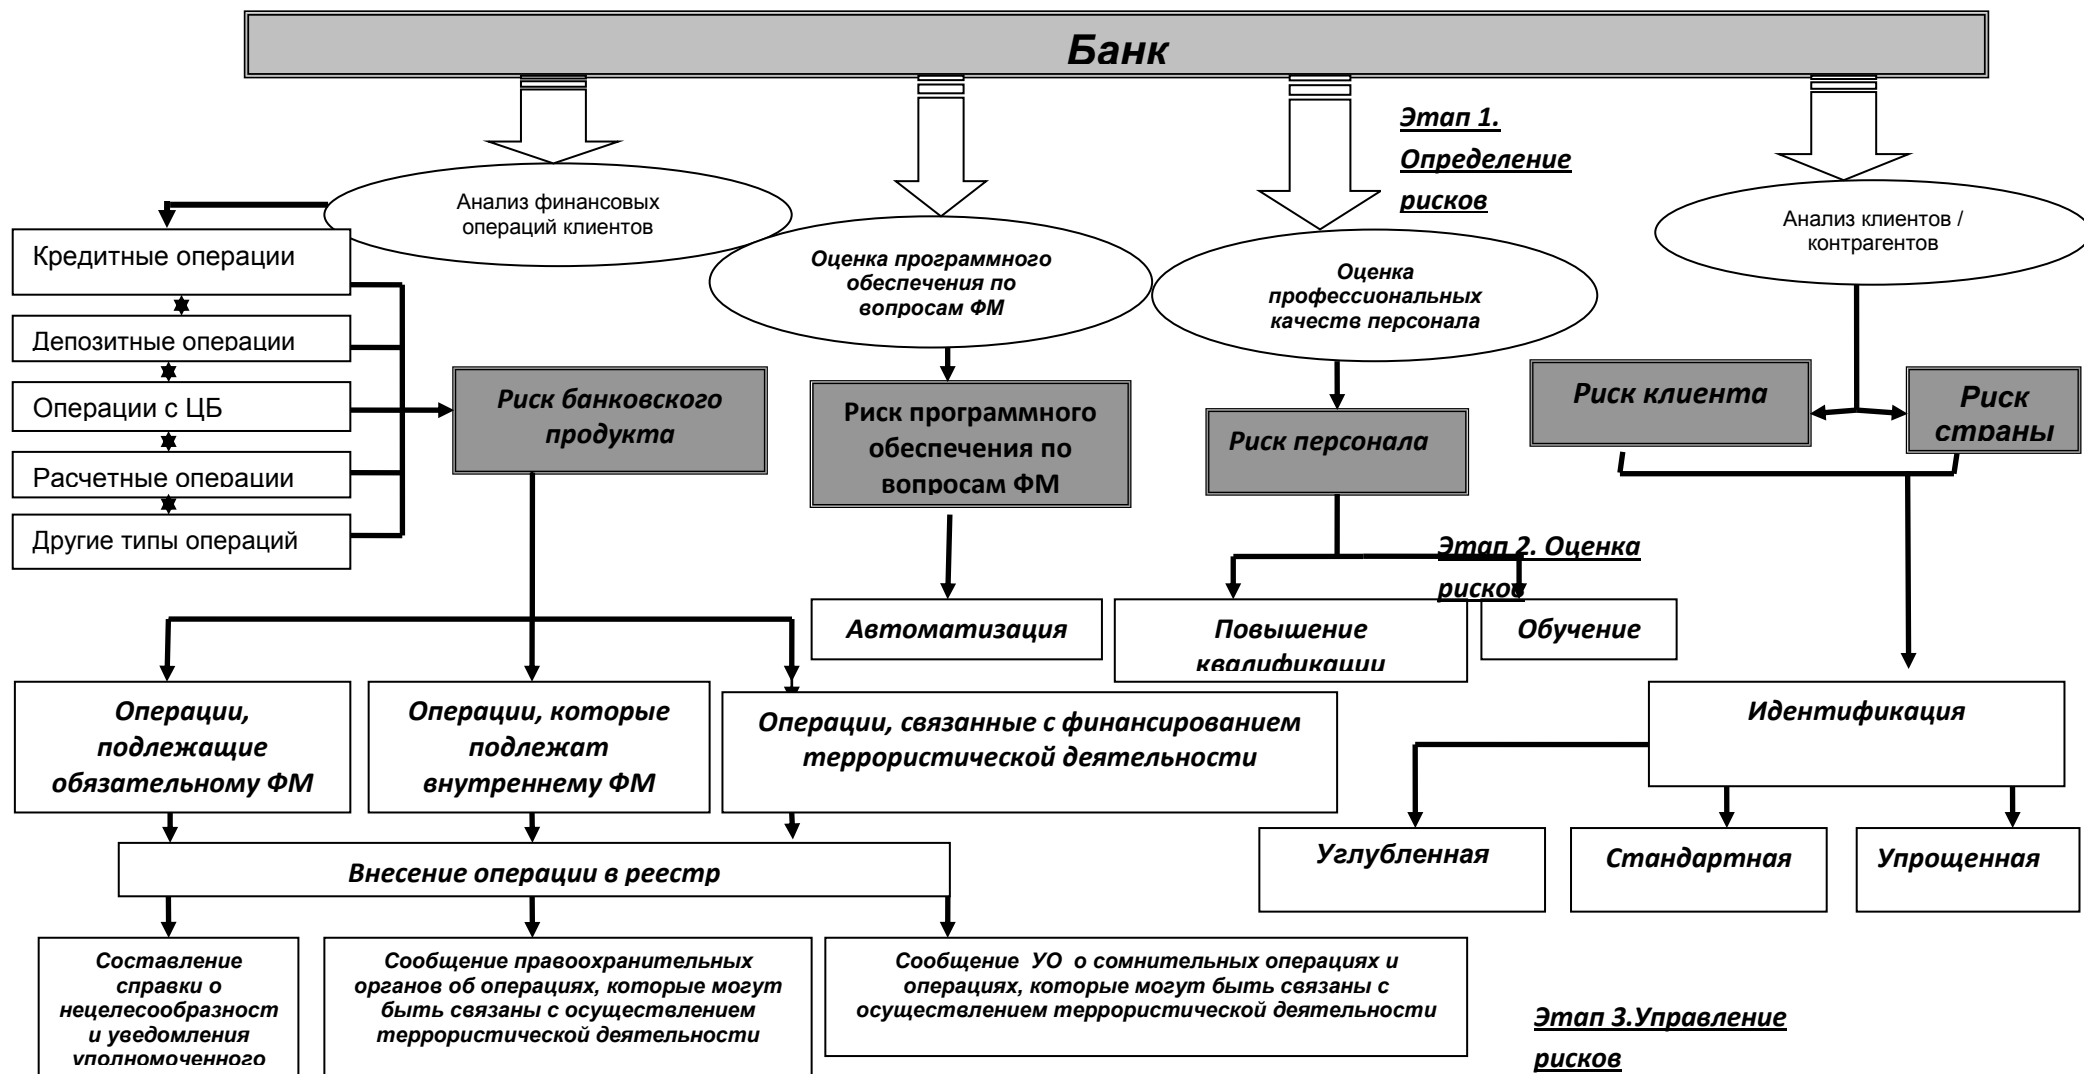 Банк
Этап 1.
Определение
рисков
Анализ финансовых
операций клиентов
Оценка программного
обеспечения по
вопросам ФМ
Оценка
профессиональных
качеств персонала
Анализ клиентов /
контрагентов
Кредитные операции
Депозитные операции
Операции с ЦБ
Расчетные операции
Другие типы операций
Риск банковского
продукта
Риск программного
обеспечения по
вопросам ФМ
Риск персонала
Риск клиента
Риск
страны
Этап 2. Оценка
рисков
Автоматизация
Повышение
квалификации
Обучение
Операции,
подлежащие
обязательному ФМ
Операции, которые
подлежат
внутреннему ФМ
Операции, связанные с финансированием
террористической деятельности
Идентификация
Углубленная
Стандартная
Упрощенная
Внесение операции в реестр
Составление
справки о
нецелесообразност
и уведомления
уполномоченного
Сообщение правоохранительных
органов об операциях, которые могут
быть связаны с осуществлением
террористической деятельности
Сообщение УО о сомнительных операциях и
операциях, которые могут быть связаны с
осуществлением террористической деятельности
Этап 3.Управление
рисков